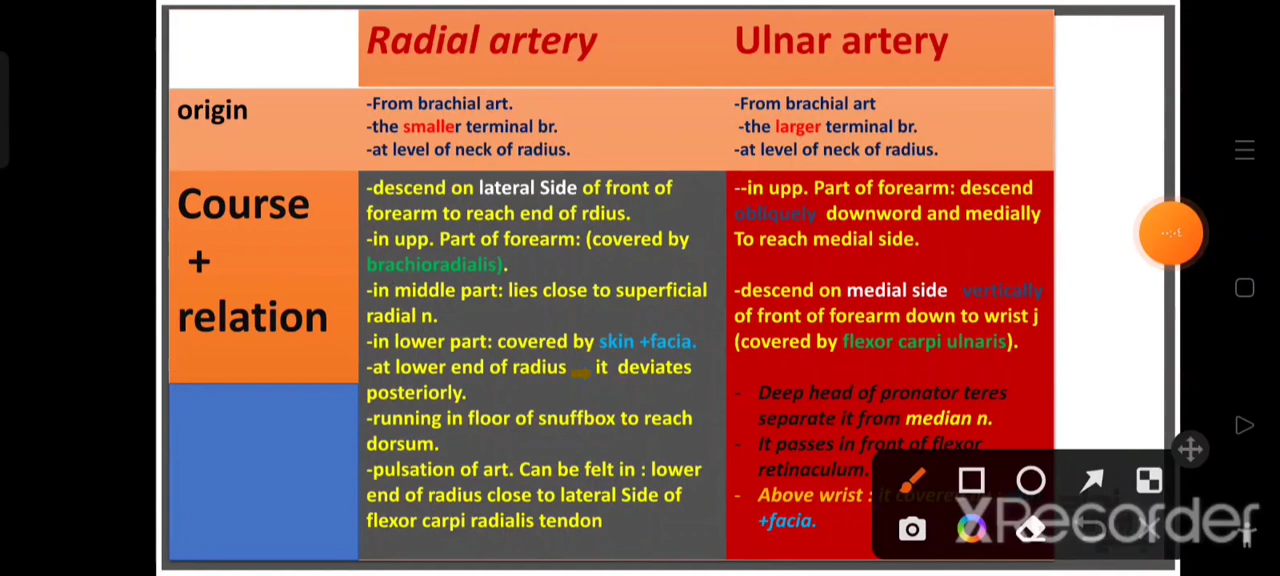 Radial artery
Ulnar artery
origin
-From brachial art.
-the smaller terminal br.
-at level of neck of radius.
-From brachial art
-the larger terminal br.
-at level of neck of radius.
Course
+
relation
-descend on lateral Side of front of
forearm to reach end of rdius.
-in upp. Part of forearm: (covered by
brachioradialis).
-in middle part: lies close to superficial
radial n.
-in lower part: covered by skin +facia.
-at lower end of radius it deviates
posteriorly.
-running in floor of snuffbox to reach
dorsum.
-pulsation of art. Can be felt in : lower
end of radius close to lateral Side of
flexor carpi radialis tendon
--in upp. Part of forearm: descend
obliquely downword and medially
To reach medial side.
-descend on medial side vertically
of front of forearm down to wrist j
(covered by flexor carpi ulnaris).
- Deep head of pronator teres
separate it from median n.
- It passes in front of flexor
retinaculum.
- Above wrist : it covered
+facia.
XRecorder